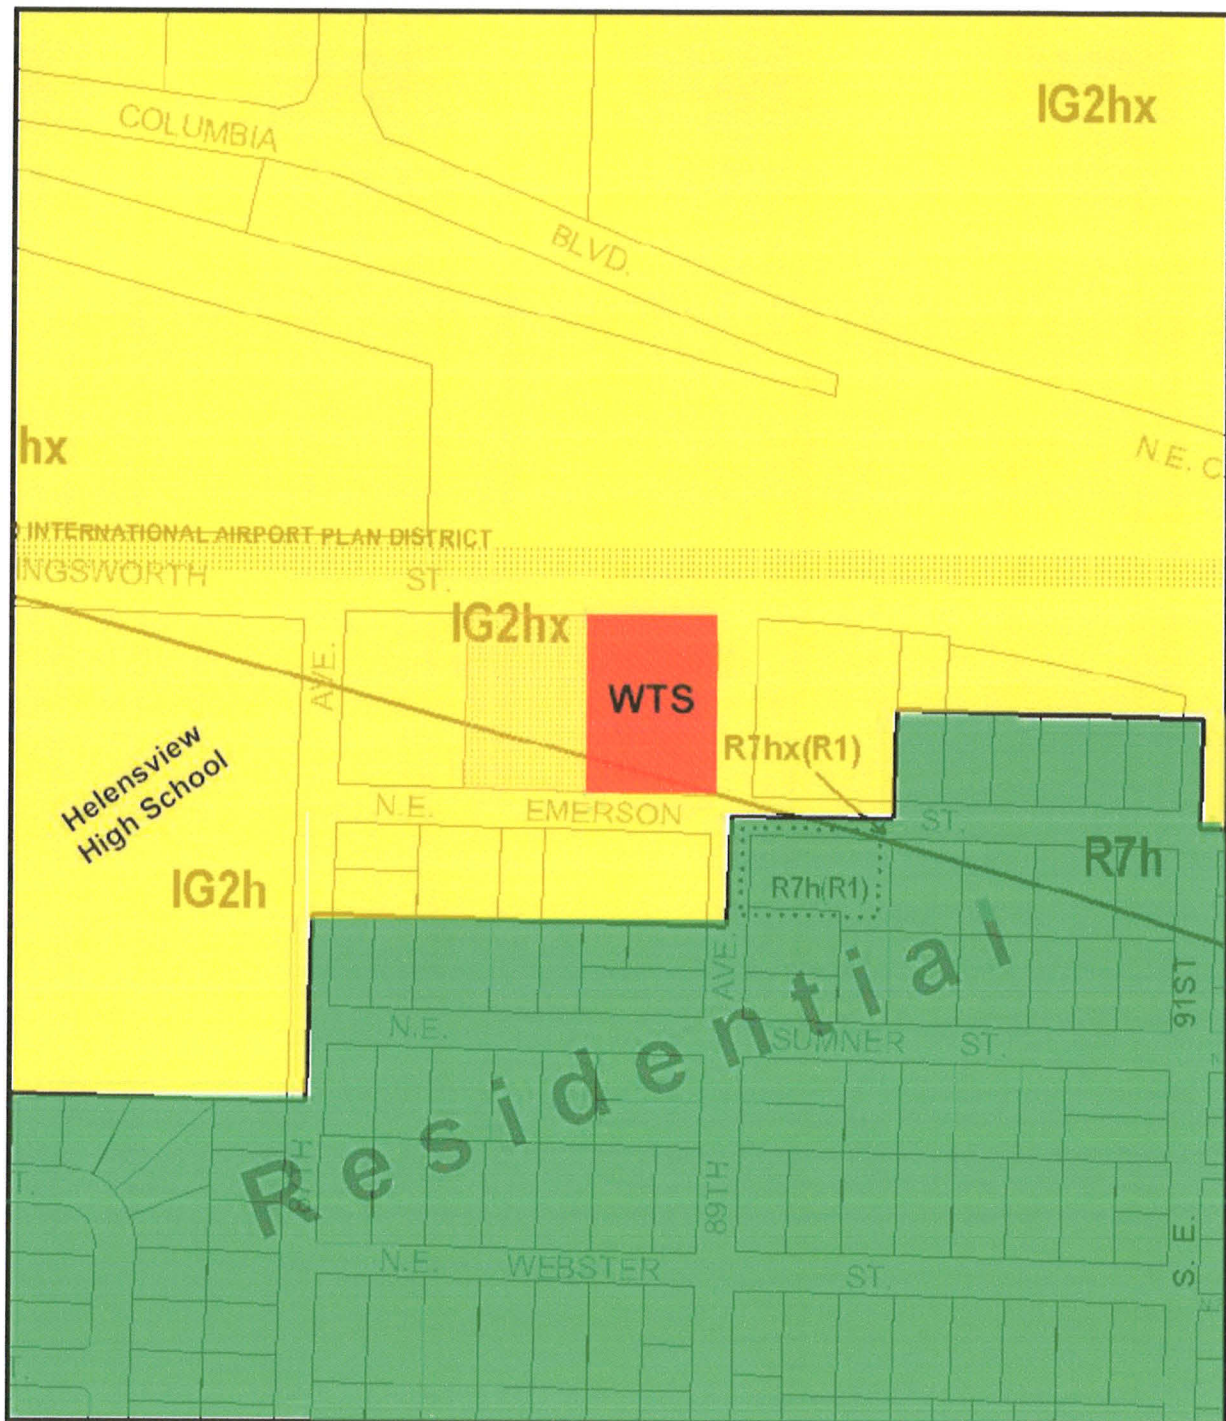 IG2hx
COLUMBIA
BLVD.
hx
N.E. C
INTERNATIONAL AIRPORT PLAN DISTRICT
INGSWORTH ST.
IG2hx
AVE.
WTS
R7hx(R1)
Helensview
High School
N.E. EMERSON ST.
R7h
IG2h
R7h(R1)
AVE
91ST
Residential
N.E. SUMNER ST.
89TH
S. E.
N.E. WEBSTER ST.
T.
T.